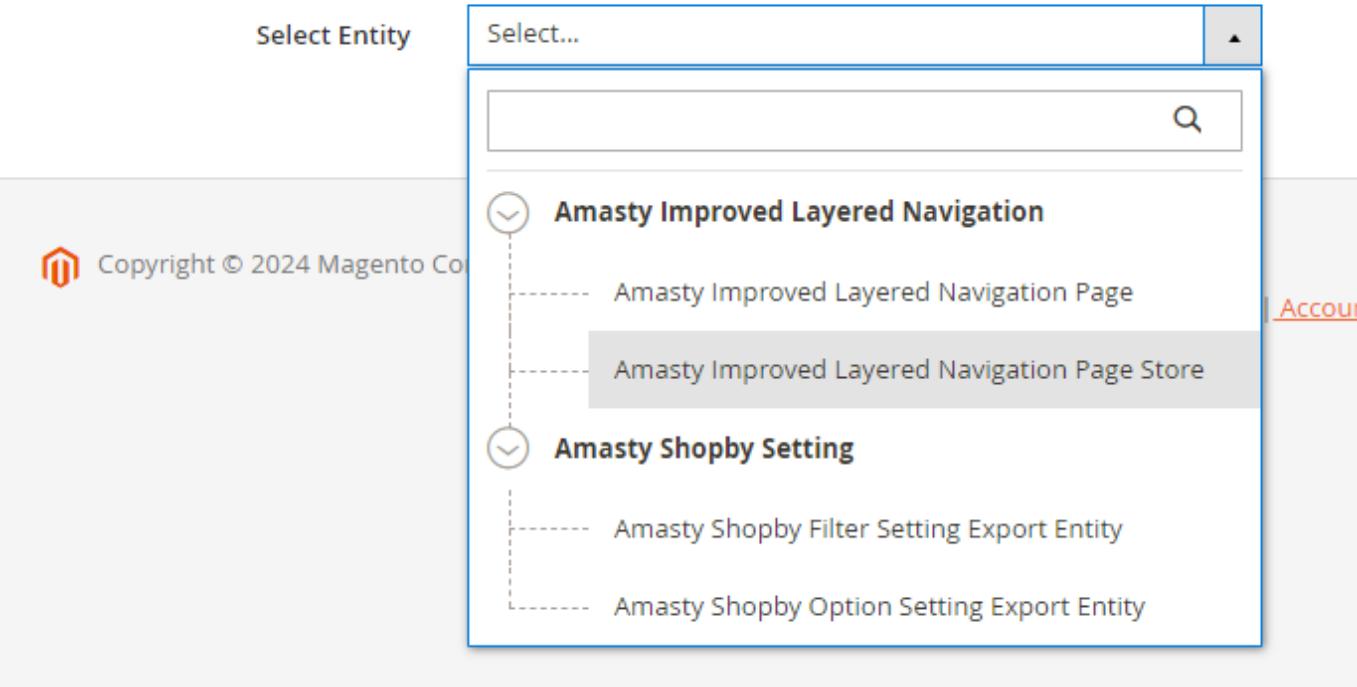 Select Entity
Select...
Amasty Improved Layered Navigation
Amasty Improved Layered Navigation Page
Amasty Improved Layered Navigation Page Store
Amasty Shopby Setting
Amasty Shopby Filter Setting Export Entity
Amasty Shopby Option Setting Export Entity
Copyright © 2024 Magento
| Accou